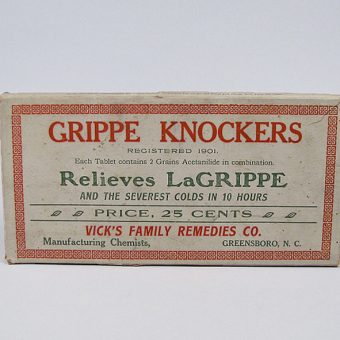 GRIPPE KNOCKERS
REGISTERED 1901.
Each Tablet contains 2 Grains Acetanilide in combination.
Relieves LaGRIPPE
AND THE SEVEREST COLDS IN 10 HOURS
PRICE, 25 CENTS
VICK'S FAMILY REMEDIES CO.
Manufacturing Chemists, GREENSBORO, N. C.